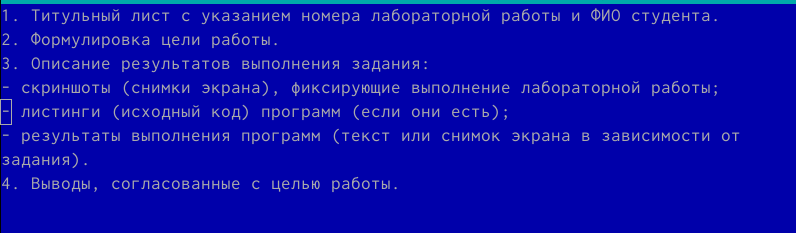 1. Титульный лист с указанием номера лабораторной работы и ФИО студента.
2. Формулировка цели работы.
3. Описание результатов выполнения задания:
- скриншоты (снимки экрана), фиксирующие выполнение лабораторной работы;
- листинги (исходный код) программ (если они есть);
- результаты выполнения программ (текст или снимок экрана в зависимости от
задания).
4. Выводы, согласованные с целью работы.